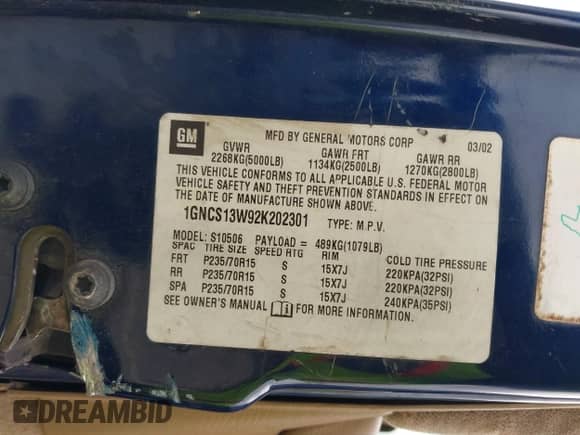 GM
MFD BY GENERAL MOTORS CORP 03/02
GVWR GAWR FRT GAWR RR
2268KG(5000LB) 1134KG(2500LB) 1270KG(2800LB)
THIS VEHICLE CONFORMS TO ALL APPLICABLE U.S. FEDERAL MOTOR
VEHICLE SAFETY AND THEFT PREVENTION STANDARDS IN EFFECT ON
THE DATE OF MANUFACTURE SHOWN ABOVE.
1GNCS13W92K202301 TYPE: M.P.V.
MODEL: S10506 PAYLOAD = 489KG(1079LB)
SPAC TIRE SIZE SPEED RTG RIM COLD TIRE PRESSURE
FRT P235/70R15 S 15X7J 220KPA(32PSI)
RR P235/70R15 S 15X7J 220KPA(32PSI)
SPA P235/70R15 S 15X7J 240KPA(35PSI)
SEE OWNER'S MANUAL FOR MORE INFORMATION.
DREAMBID